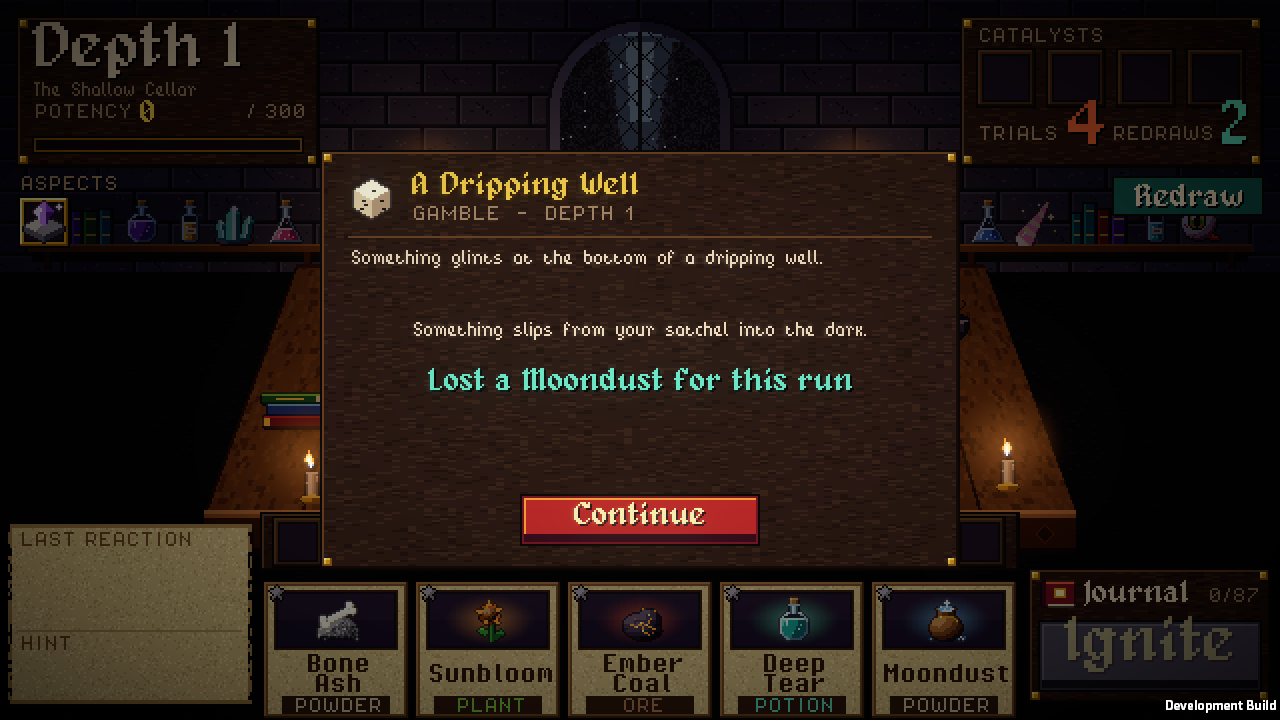 Depth 1
The Shallow Cellar
POTENCY 0 / 300
ASPECTS
CATALYSTS
TRIALS 4 REDRAWS 2
Redraw
A Dripping Well
GAMBLE - DEPTH 1
Something glints at the bottom of a dripping well.
Something slips from your satchel into the dark.
Lost a Moondust for this run
Continue
LAST REACTION
HINT
Bone
Ash
POWDER
Sunbloom
PLANT
Ember
Coal
ORE
Deep
Tear
POTION
Moondust
POWDER
Journal 0/87
Ignite
Development Build